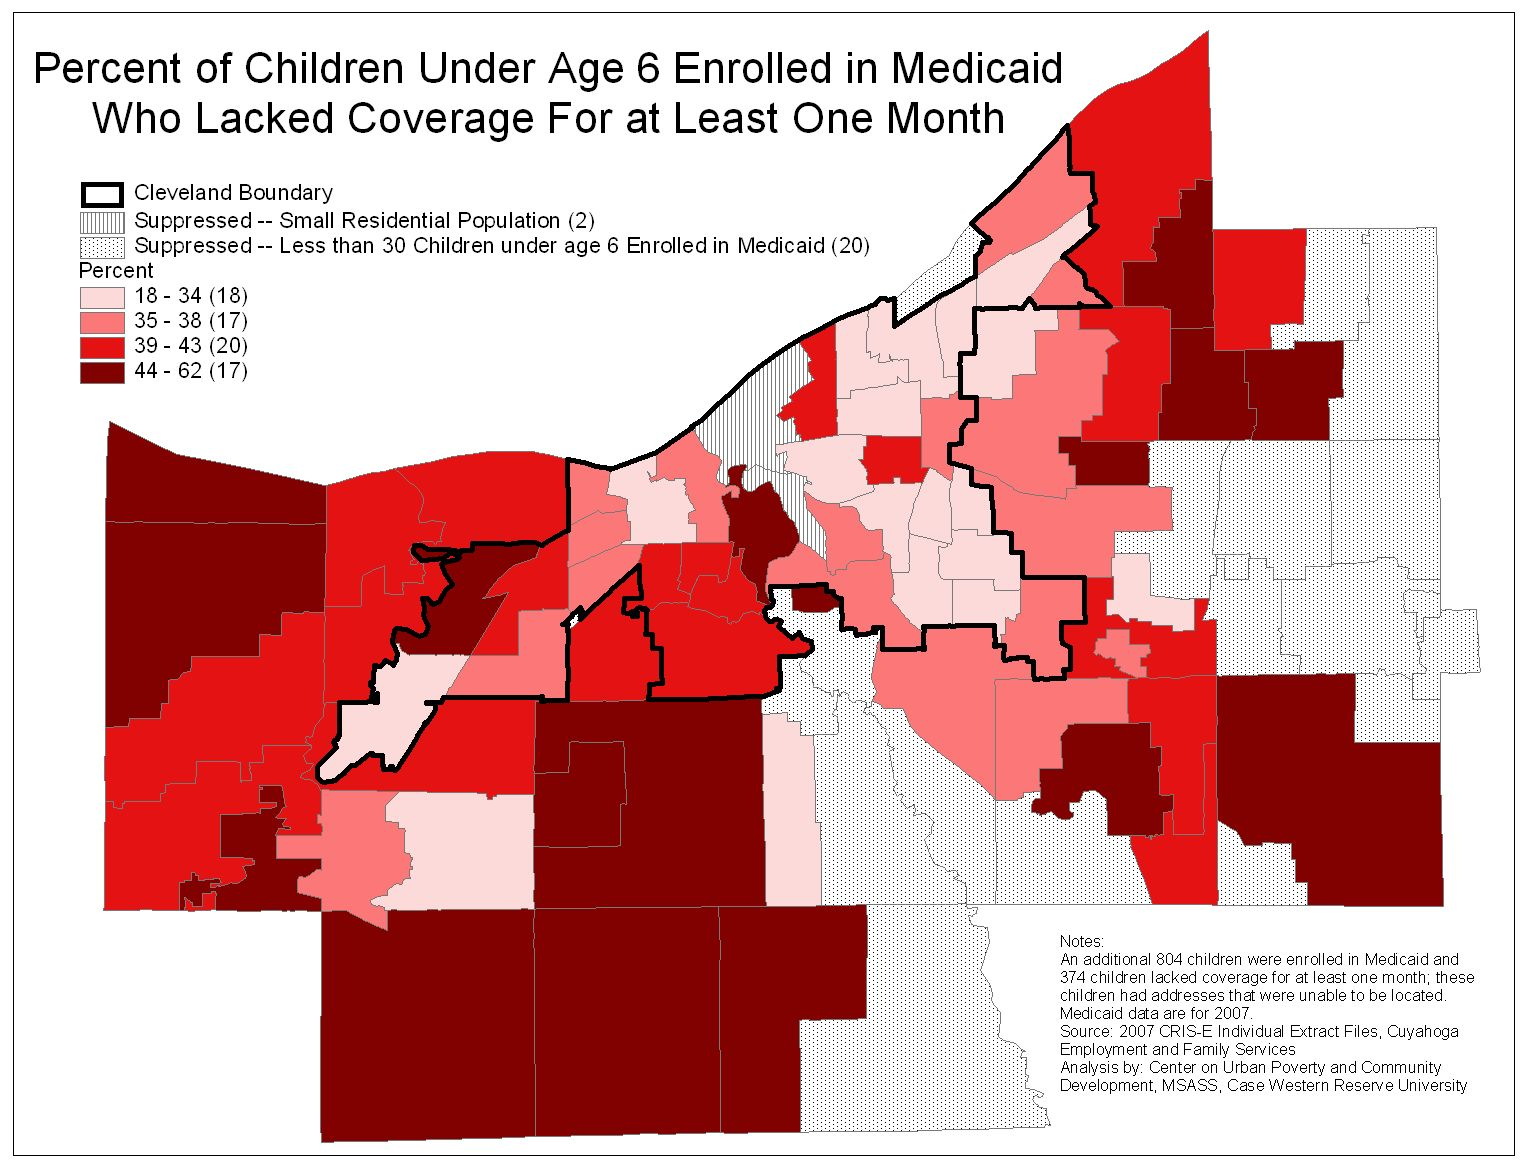 Percent of Children Under Age 6 Enrolled in Medicaid
Who Lacked Coverage For at Least One Month
Cleveland Boundary
Suppressed -- Small Residential Population (2)
Suppressed -- Less than 30 Children under age 6 Enrolled in Medicaid (20)
Percent
18 - 34 (18)
35 - 38 (17)
39 - 43 (20)
44 - 62 (17)
Notes:
An additional 804 children were enrolled in Medicaid and
374 children lacked coverage for at least one month; these
children had addresses that were unable to be located.
Medicaid data are for 2007.
Source: 2007 CRIS-E Individual Extract Files, Cuyahoga
Employment and Family Services
Analysis by: Center on Urban Poverty and Community
Development, MSASS, Case Western Reserve University